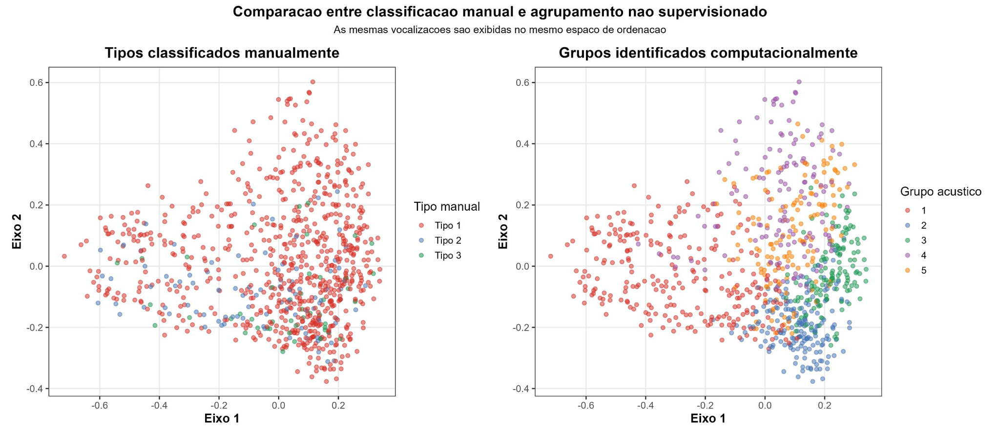 Comparacao entre classificacao manual e agrupamento nao supervisionado
As mesmas vocalizacoes sao exibidas no mesmo espaco de ordenacao
Tipos classificados manualmente
0.6
0.4
0.2
0.0
-0.2
-0.4
Eixo 2
-0.6
-0.4
-0.2
0.0
0.2
Eixo 1
Tipo manual
Tipo 1
Tipo 2
Tipo 3
Grupos identificados computacionalmente
0.6
0.4
0.2
0.0
-0.2
-0.4
Eixo 2
-0.6
-0.4
-0.2
0.0
0.2
Eixo 1
Grupo acustico
1
2
3
4
5